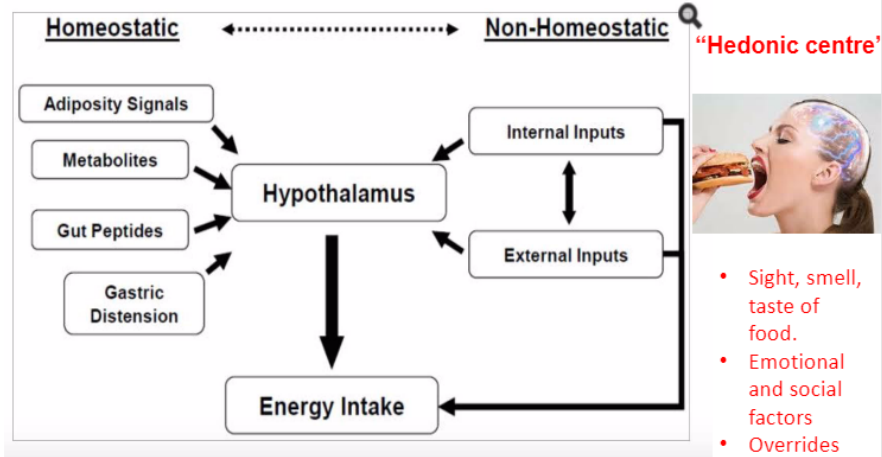 Homeostatic
Non-Homeostatic
"Hedonic centre"
Adiposity Signals
Metabolites
Gut Peptides
Gastric
Distension
Hypothalamus
Internal Inputs
External Inputs
Energy Intake
• Sight, smell,
taste of
food.
• Emotional
and social
factors
• Overrides